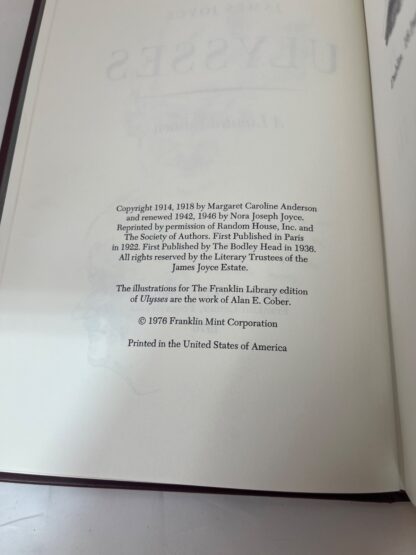 JAMES JOYCE
ULYSSES
Copyright 1914, 1918 by Margaret Caroline Anderson
and renewed 1942, 1946 by Nora Joseph Joyce.
Reprinted by permission of Random House, Inc. and
The Society of Authors. First Published in Paris
in 1922. First Published by The Bodley Head in 1936.
All rights reserved by the Literary Trustees of the
James Joyce Estate.
The illustrations for The Franklin Library edition
of Ulysses are the work of Alan E. Cober.
© 1976 Franklin Mint Corporation
Printed in the United States of America